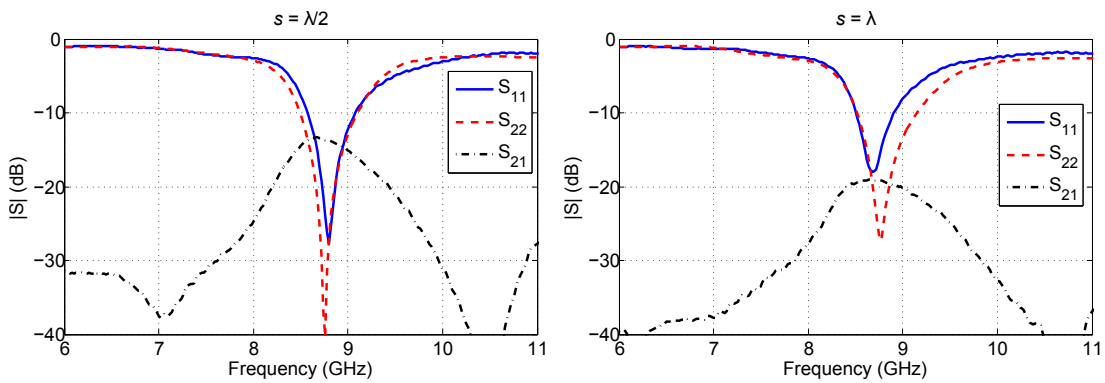 s = λ/2
0
−10
−20
−30
−40
|S| (dB)
6
7
8
9
10
11
Frequency (GHz)
S11
S22
S21
s = λ
0
−10
−20
−30
−40
|S| (dB)
6
7
8
9
10
11
Frequency (GHz)
S11
S22
S21